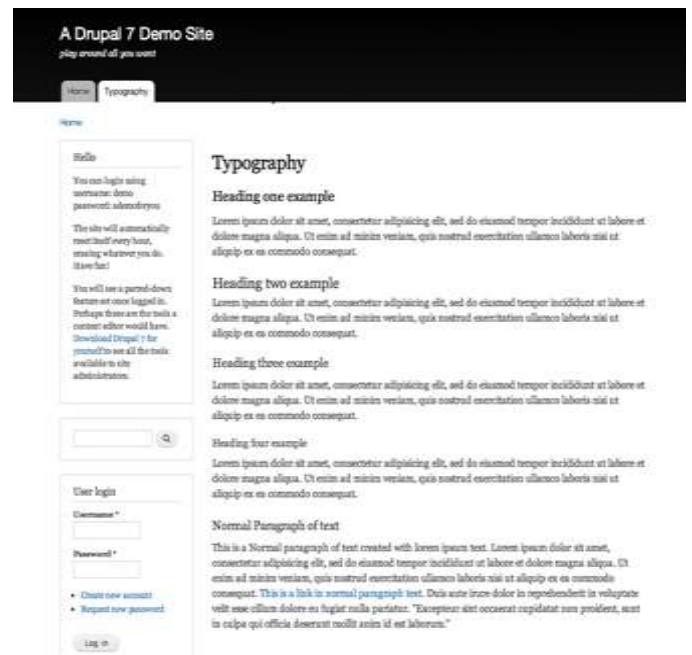 A Drupal 7 Demo Site
play around all you want
Home
Typography
Home
Hello
You can login using
username: demo
password: ademoforyou
The site will automatically
reset itself every hour,
erasing whatever you do.
Have fun!
You will see a parred-down
feature set once logged in.
Perhaps these are the tools a
content editor would have.
Download Drupal 7 for
yourself to see all the tools
available to site
administrators.
User login
Username *
Password *
Create new account
Request new password
Log in
Typography
Heading one example
Lorem ipsum dolor sit amet, consectetur adipisicing elit, sed do eiusmod tempor incididunt ut labore et
dolore magna aliqua. Ut enim ad minim veniam, quis nostrud exercitation ullamco laboris nisi ut
aliquip ex ea commodo consequat.
Heading two example
Lorem ipsum dolor sit amet, consectetur adipisicing elit, sed do eiusmod tempor incididunt ut labore et
dolore magna aliqua. Ut enim ad minim veniam, quis nostrud exercitation ullamco laboris nisi ut
aliquip ex ea commodo consequat.
Heading three example
Lorem ipsum dolor sit amet, consectetur adipisicing elit, sed do eiusmod tempor incididunt ut labore et
dolore magna aliqua. Ut enim ad minim veniam, quis nostrud exercitation ullamco laboris nisi ut
aliquip ex ea commodo consequat.
Heading four example
Lorem ipsum dolor sit amet, consectetur adipisicing elit, sed do eiusmod tempor incididunt ut labore et
dolore magna aliqua. Ut enim ad minim veniam, quis nostrud exercitation ullamco laboris nisi ut
aliquip ex ea commodo consequat.
Normal Paragraph of text
This is a Normal paragraph of text created with lorem ipsum text. Lorem ipsum dolor sit amet,
consectetur adipisicing elit, sed do eiusmod tempor incididunt ut labore et dolore magna aliqua. Ut
enim ad minim veniam, quis nostrud exercitation ullamco laboris nisi ut aliquip ex ea commodo
consequat. This is a link in normal paragraph text. Duis aute irure dolor in reprehenderit in voluptate
velit esse cillum dolore eu fugiat nulla pariatur. "Excepteur sint occaecat cupidatat non proident, sunt
in culpa qui officia deserunt mollit anim id est laborum."